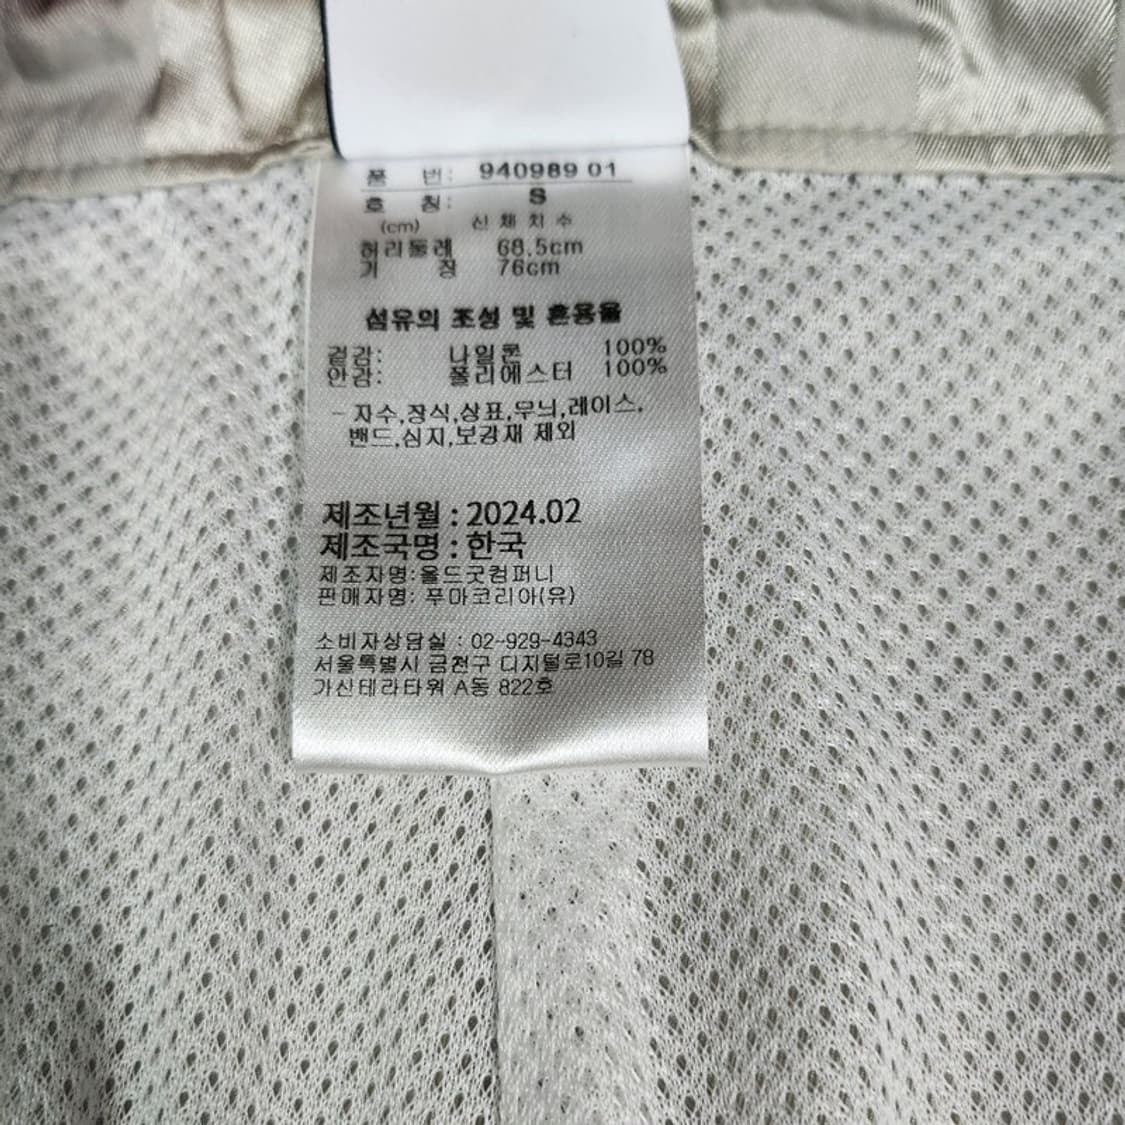 품 번: 940989 01
호 칭: S
(cm) 신체치수
허리둘레 68.5cm
기 장 76cm
섬유의 조성 및 혼용율
겉감: 나일론 100%
안감: 폴리에스터 100%
- 자수,장식,상표,무늬,레이스,
밴드,심지,보강재 제외
제조년월 : 2024.02
제조국명 : 한국
제조자명:올드굿컴퍼니
판매자명: 푸마코리아(유)
소비자상담실 : 02-929-4343
서울특별시 금천구 디지털로10길 78
가산테라타워 A동 822호